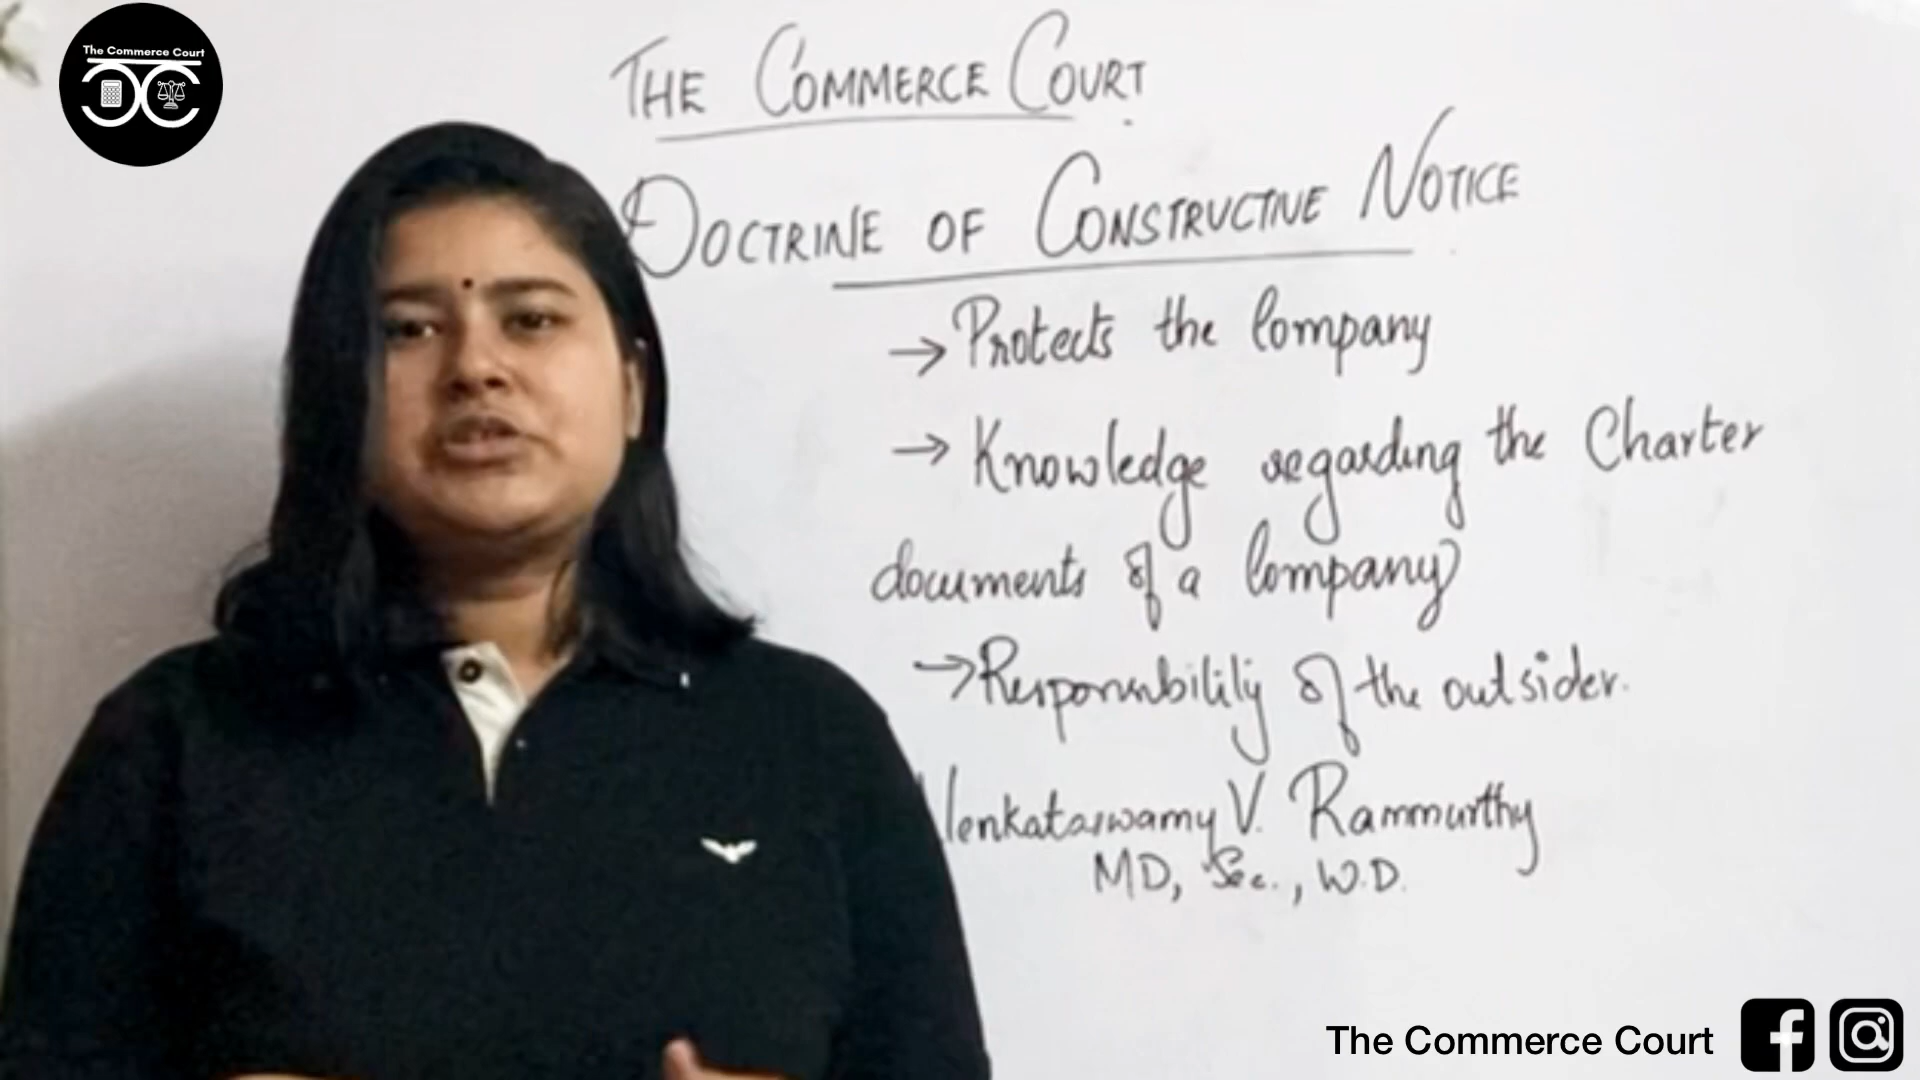 The Commerce Court
THE COMMERCE COURT
DOCTRINE OF CONSTRUCTIVE NOTICE
→ Protects the Company
→ Knowledge regarding the Charter
documents of a Company
→ Responsibility of the outsider.
V. Rammurthy
MD, Sec., W.D.
The Commerce Court